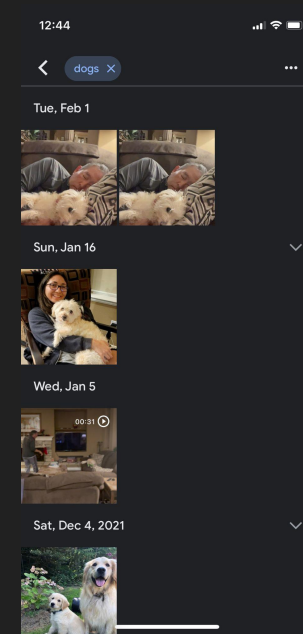 12:44
dogs
Tue, Feb 1
Sun, Jan 16
Wed, Jan 5
00:31
Sat, Dec 4, 2021